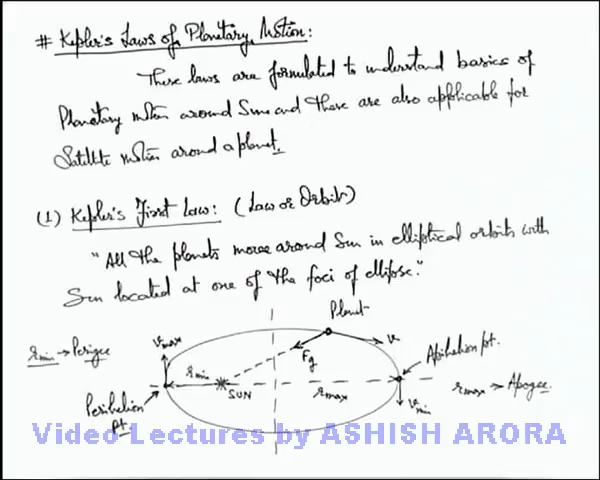 # Kepler's Laws of Planetary Motion:
These laws are formulated to understand basics of
Planetary motion around Sun and these are also applicable for
Satellite motion around a planet.
(1) Kepler's First Law: (Law of Orbit)
"All the planets move around Sun in elliptical orbits with
Sun located at one of the foci of ellipse."
Planet
vmax
v
rmin → Perigee
rmin
Fg
Aphelion pt.
SUN
rmax
rmax → Apogee
Perihelion
pt.
vmin
Video Lectures by ASHISH ARORA